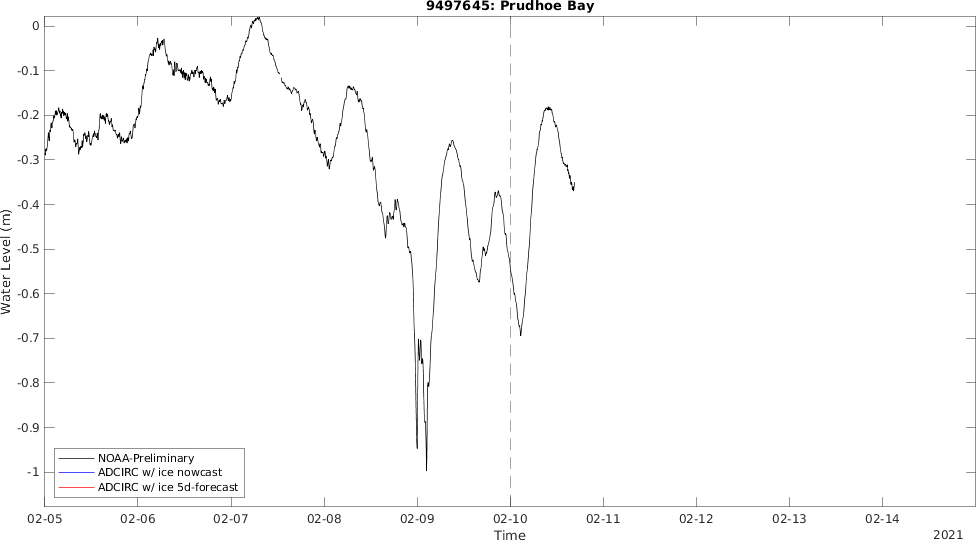 9497645: Prudhoe Bay
0
-0.1
-0.2
-0.3
-0.4
-0.5
-0.6
-0.7
-0.8
-0.9
-1
Water Level (m)
NOAA-Preliminary
ADCIRC w/ ice nowcast
ADCIRC w/ ice 5d-forecast
02-05 02-06 02-07 02-08 02-09 02-10 02-11 02-12 02-13 02-14
Time
2021